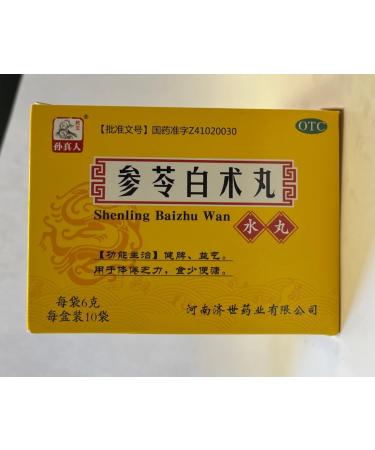 【批准文号】国药准字Z41020030
OTC
孙真人
参苓白术丸
Shenling Baizhu Wan
水丸
【功能主治】健脾、益气。
用于体倦乏力，食少便溏。
每袋6克
每盒装10袋
河南济世药业有限公司